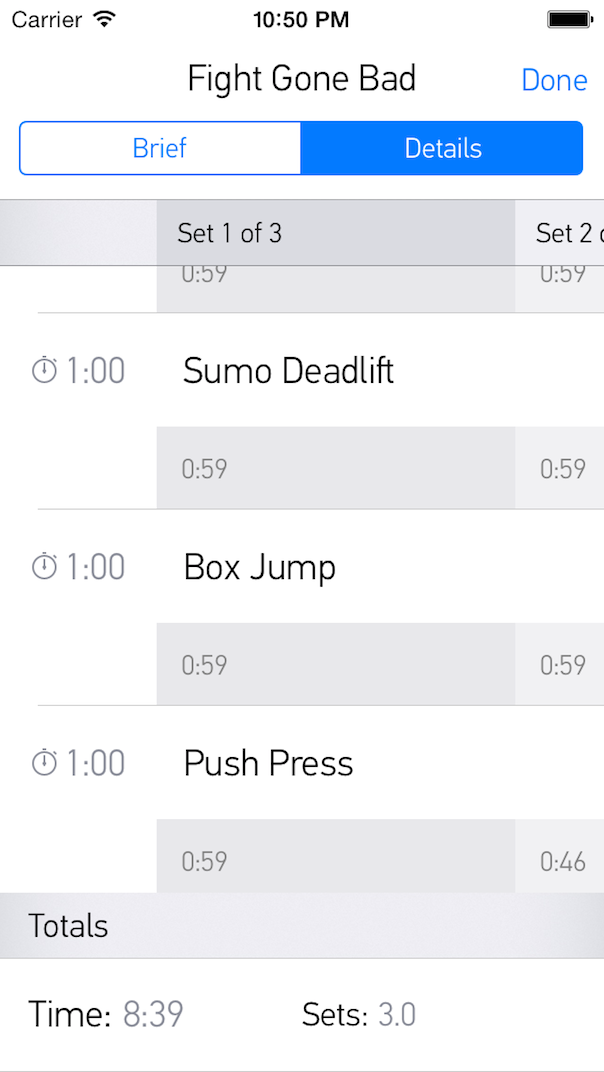 Carrier 10:50 PM
Fight Gone Bad Done
Brief Details
Set 1 of 3 Set 2
0:59 0:59
1:00 Sumo Deadlift
0:59 0:59
1:00 Box Jump
0:59 0:59
1:00 Push Press
0:59 0:46
Totals
Time: 8:39 Sets: 3.0